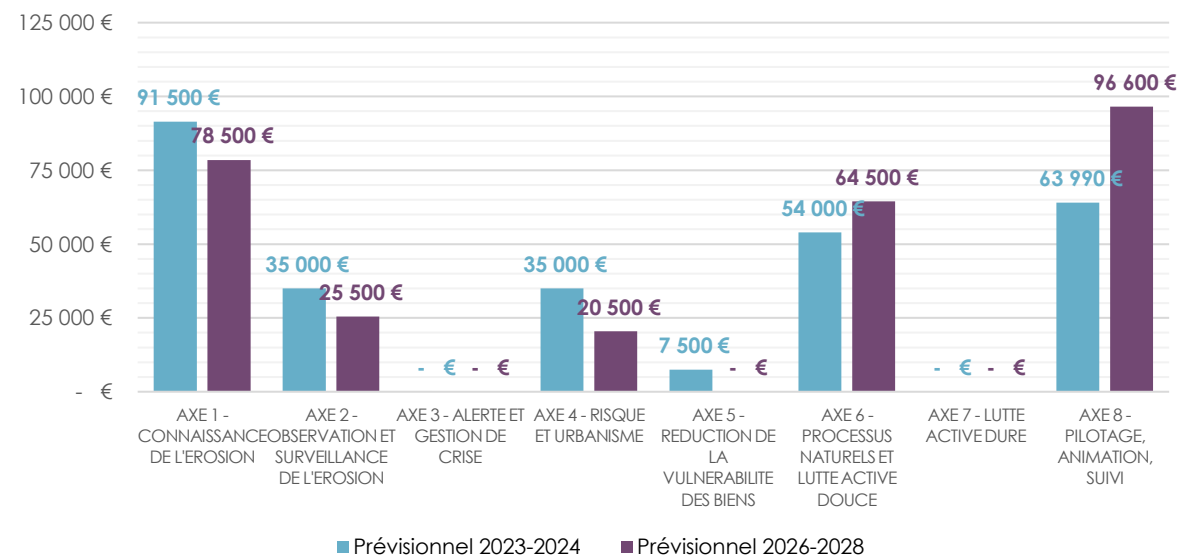 125 000 €
100 000 €
75 000 €
50 000 €
25 000 €
- €
91 500 €
78 500 €
35 000 €
25 500 €
- €
- €
35 000 €
20 500 €
7 500 €
- €
54 000 €
64 500 €
- €
- €
63 990 €
96 600 €
AXE 1 -
CONNAISSANCE
DE L'EROSION
AXE 2 -
OBSERVATION ET
SURVEILLANCE
DE L'EROSION
AXE 3 - ALERTE ET
GESTION DE
CRISE
AXE 4 - RISQUE
ET URBANISME
AXE 5 -
REDUCTION DE
LA
VULNERABILITE
DES BIENS
AXE 6 -
PROCESSUS
NATURELS ET
LUTTE ACTIVE
DOUCE
AXE 7 - LUTTE
ACTIVE DURE
AXE 8 -
PILOTAGE,
ANIMATION,
SUIVI
Prévisionnel 2023-2024
Prévisionnel 2026-2028